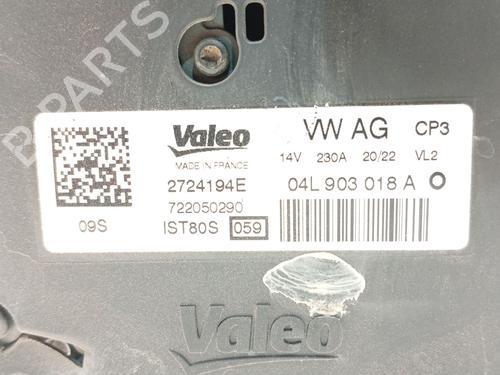 B-PARTS
Valeo
MADE IN FRANCE
2724194E
722050290
IST80S 059
09S
VW AG CP3
14V 230A 20/22 VL2
04L 903 018 A
Valeo